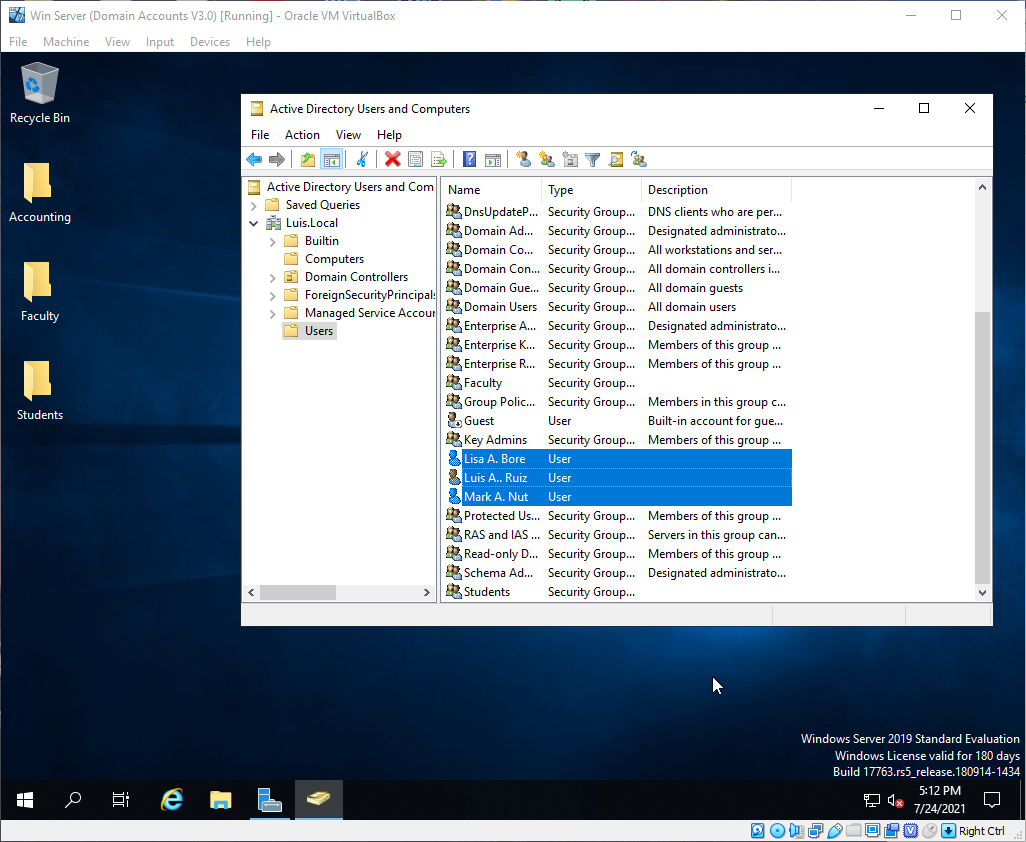 Win Server (Domain Accounts V3.0) [Running] - Oracle VM VirtualBox
File Machine View Input Devices Help
Recycle Bin
Accounting
Faculty
Students
Active Directory Users and Computers
File Action View Help
Active Directory Users and Com
Saved Queries
Luis.Local
Builtin
Computers
Domain Controllers
ForeignSecurityPrincipals
Managed Service Accour
Users
Name Type Description
DnsUpdateP... Security Group... DNS clients who are per...
Domain Ad... Security Group... Designated administrato...
Domain Co... Security Group... All workstations and ser...
Domain Con... Security Group... All domain controllers i...
Domain Gue... Security Group... All domain guests
Domain Users Security Group... All domain users
Enterprise A... Security Group... Designated administrato...
Enterprise K... Security Group... Members of this group ...
Enterprise R... Security Group... Members of this group ...
Faculty Security Group...
Group Polic... Security Group... Members in this group c...
Guest User Built-in account for gue...
Key Admins Security Group... Members of this group ...
Lisa A. Bore User
Luis A.. Ruiz User
Mark A. Nut User
Protected Us... Security Group... Members of this group ...
RAS and IAS ... Security Group... Servers in this group can...
Read-only D... Security Group... Members of this group ...
Schema Ad... Security Group... Designated administrato...
Students Security Group...
Windows Server 2019 Standard Evaluation
Windows License valid for 180 days
Build 17763.rs5_release.180914-1434
5:12 PM
7/24/2021
Right Ctrl